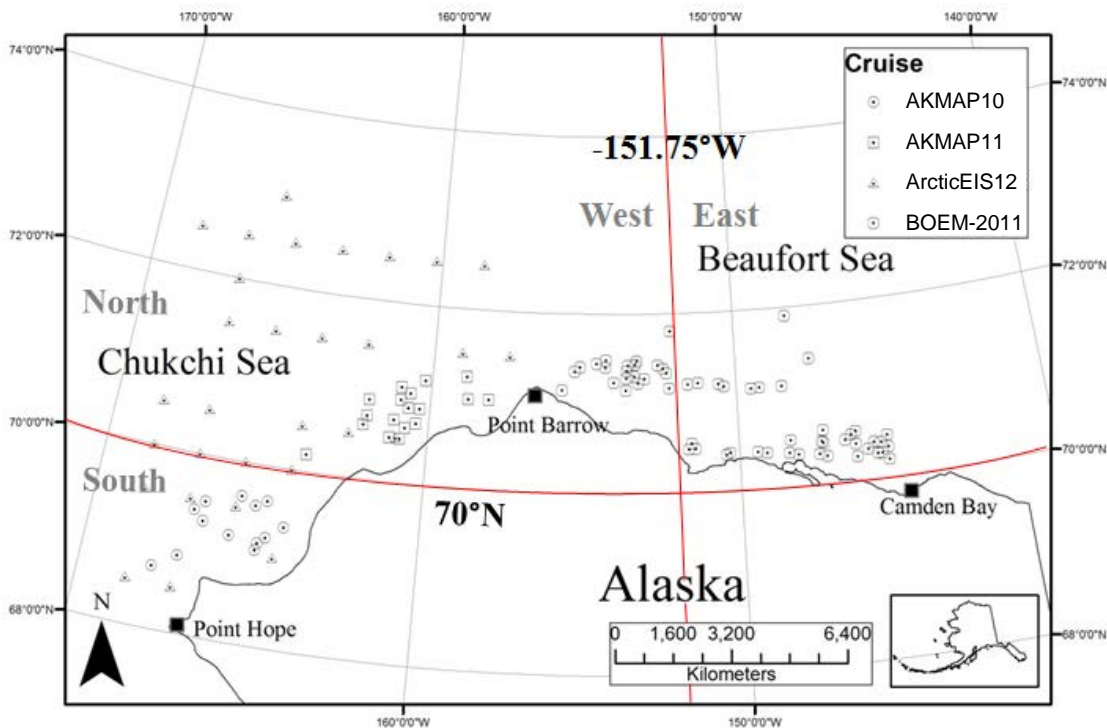 170°0'0"W
160°0'0"W
150°0'0"W
140°0'0"W
74°0'0"N
74°0'0"N
Cruise
AKMAP10
AKMAP11
ArcticEIS12
BOEM-2011
-151.75°W
West East
Beaufort Sea
72°0'0"N
72°0'0"N
North
Chukchi Sea
Point Barrow
70°0'0"N
70°0'0"N
South
70°N
Camden Bay
Alaska
68°0'0"N
68°0'0"N
N
Point Hope
0 1,600 3,200 6,400
Kilometers
160°0'0"W
150°0'0"W